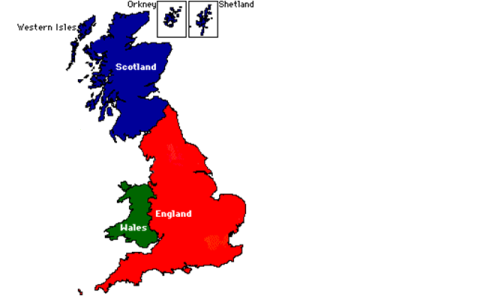 Orkney
Shetland
Western Isles
Scotland
England
Wales